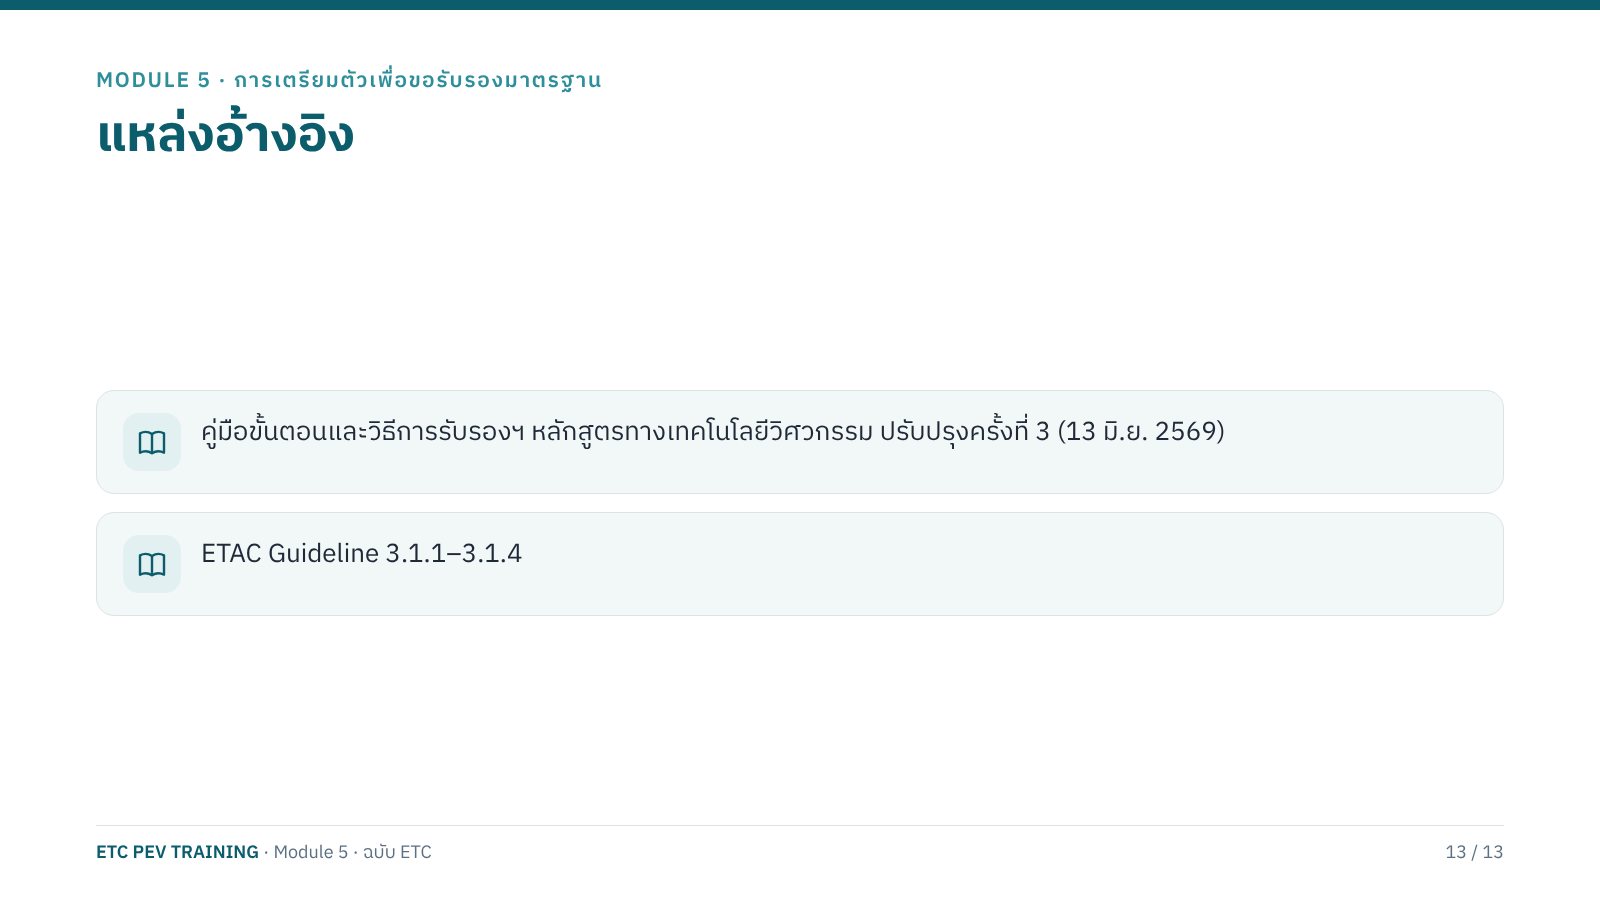 MODULE 5 · การเตรียมตัวเพื่อขอรับรองมาตรฐาน
แหล่งอ้างอิง
คู่มือขั้นตอนและวิธีการรับรองฯ หลักสูตรทางเทคโนโลยีวิศวกรรม ปรับปรุงครั้งที่ 3 (13 มิ.ย. 2569)
ETAC Guideline 3.1.1–3.1.4
ETC PEV TRAINING · Module 5 · ฉบับ ETC
13 / 13